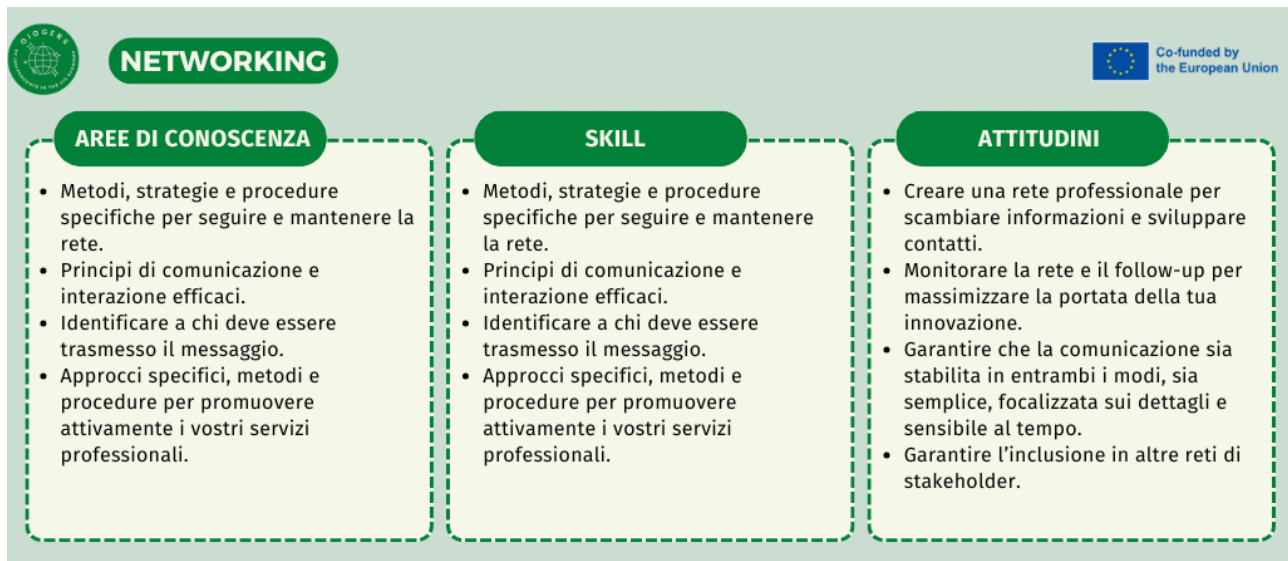 GIGGERS
NETWORKING
Co-funded by
the European Union
AREE DI CONOSCENZA
• Metodi, strategie e procedure
specifiche per seguire e mantenere la
rete.
• Principi di comunicazione e
interazione efficaci.
• Identificare a chi deve essere
trasmesso il messaggio.
• Approcci specifici, metodi e
procedure per promuovere
attivamente i vostri servizi
professionali.
SKILL
• Metodi, strategie e procedure
specifiche per seguire e mantenere
la rete.
• Principi di comunicazione e
interazione efficaci.
• Identificare a chi deve essere
trasmesso il messaggio.
• Approcci specifici, metodi e
procedure per promuovere
attivamente i vostri servizi
professionali.
ATTITUDINI
• Creare una rete professionale per
scambiare informazioni e sviluppare
contatti.
• Monitorare la rete e il follow-up per
massimizzare la portata della tua
innovazione.
• Garantire che la comunicazione sia
stabilita in entrambi i modi, sia
semplice, focalizzata sui dettagli e
sensibile al tempo.
• Garantire l’inclusione in altre reti di
stakeholder.